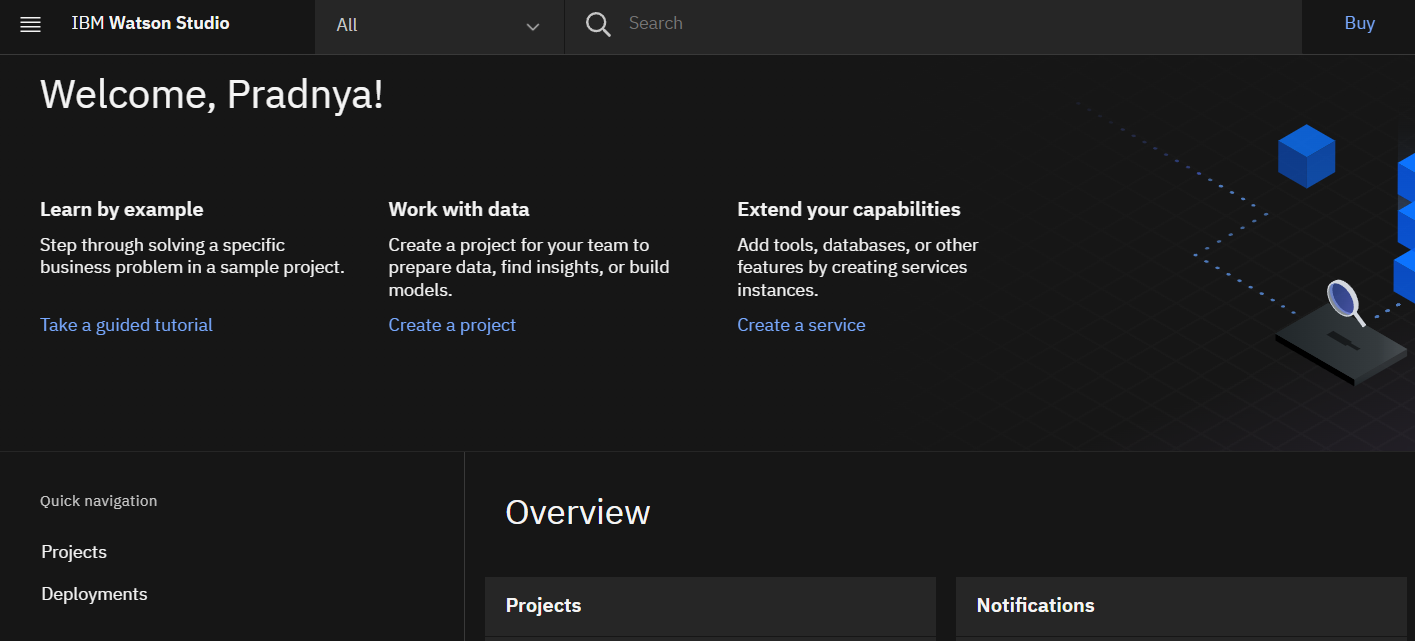 IBM Watson Studio
All
Search
Buy
Welcome, Pradnya!
Learn by example
Step through solving a specific
business problem in a sample project.
Take a guided tutorial
Work with data
Create a project for your team to
prepare data, find insights, or build
models.
Create a project
Extend your capabilities
Add tools, databases, or other
features by creating services
instances.
Create a service
Quick navigation
Projects
Deployments
Overview
Projects
Notifications